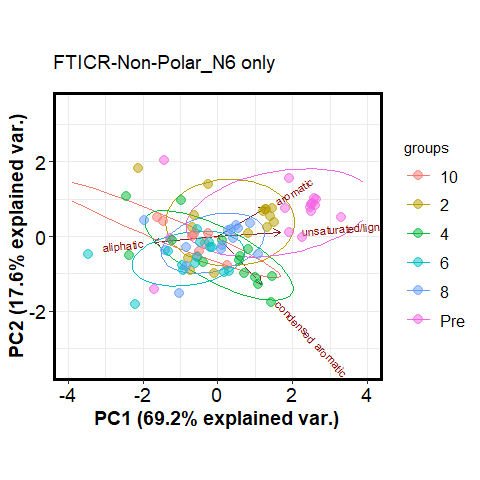 FTICR-Non-Polar_N6 only
PC2 (17.6% explained var.)
2
0
-2
aromatic
unsaturated/lign
aliphatic
condensed aromatic
-4 -2 0 2 4
PC1 (69.2% explained var.)
groups
10
2
4
6
8
Pre